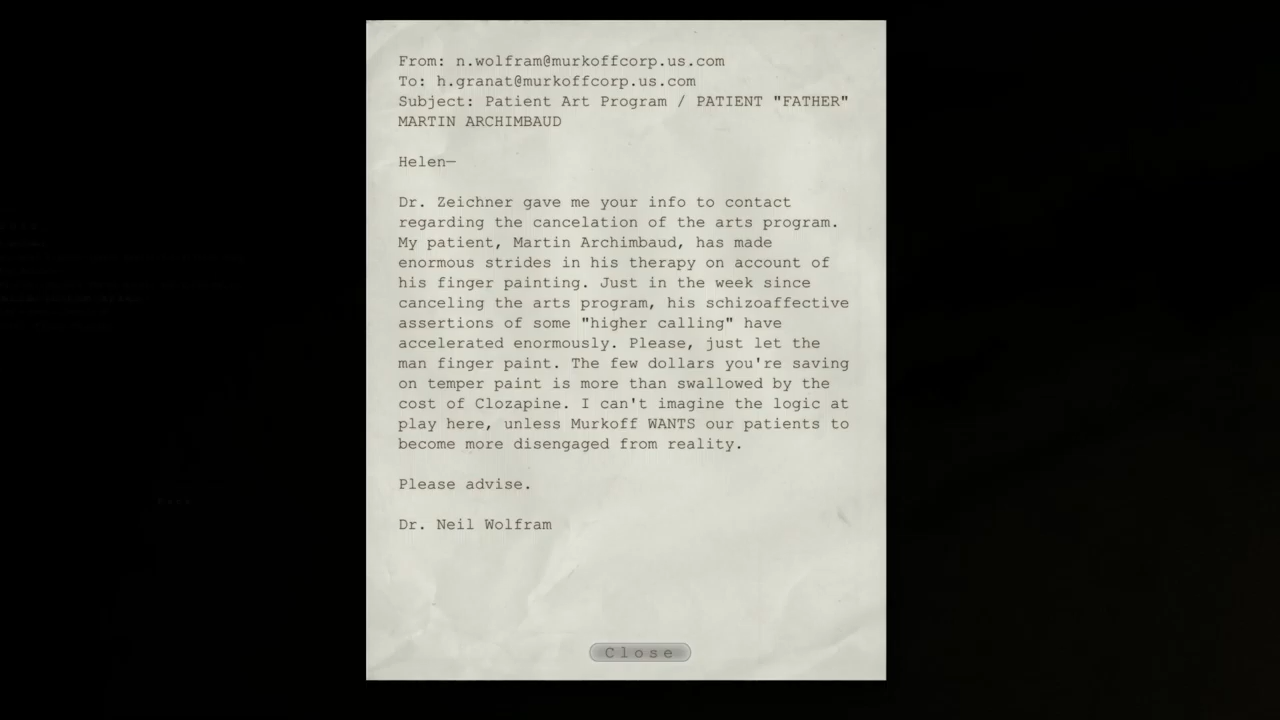 From: n.wolfram@murkoffcorp.us.com
To: h.granat@murkoffcorp.us.com
Subject: Patient Art Program / PATIENT "FATHER"
MARTIN ARCHIMBAUD
Helen—
Dr. Zeichner gave me your info to contact
regarding the cancelation of the arts program.
My patient, Martin Archimbaud, has made
enormous strides in his therapy on account of
his finger painting. Just in the week since
canceling the arts program, his schizoaffective
assertions of some "higher calling" have
accelerated enormously. Please, just let the
man finger paint. The few dollars you're saving
on temper paint is more than swallowed by the
cost of Clozapine. I can't imagine the logic at
play here, unless Murkoff WANTS our patients to
become more disengaged from reality.
Please advise.
Dr. Neil Wolfram
Close